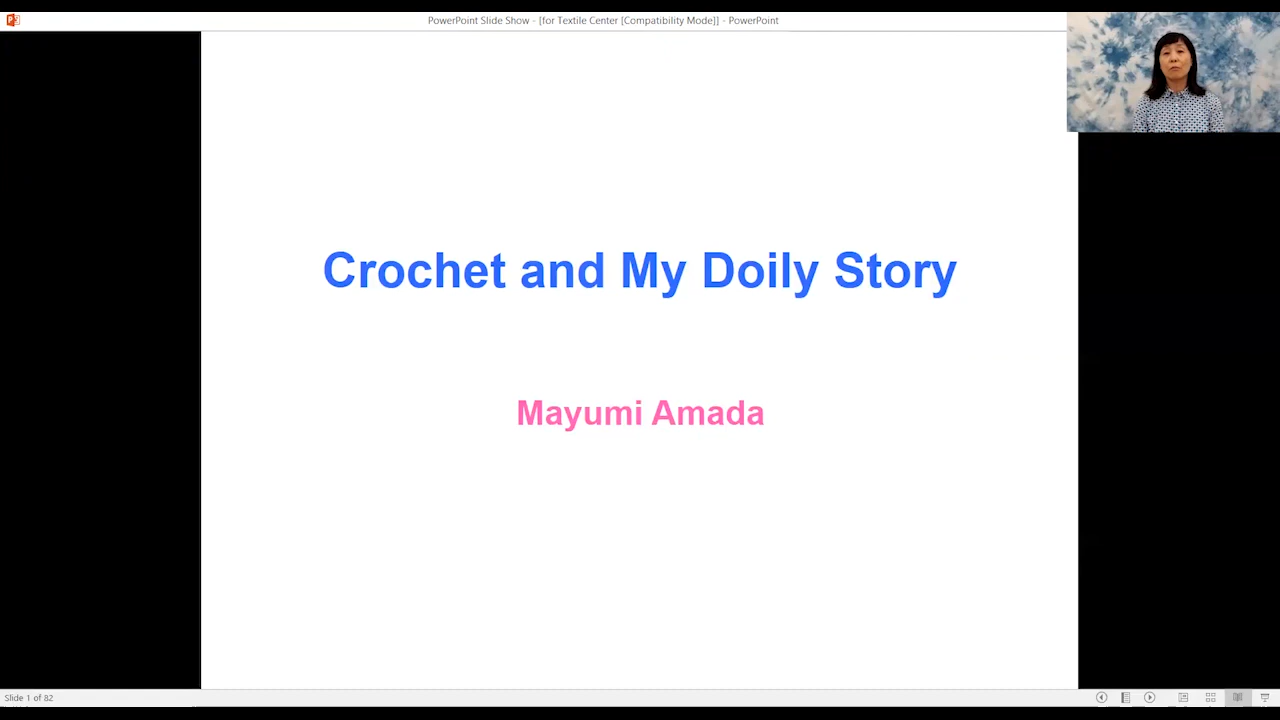 PowerPoint Slide Show - [for Textile Center [Compatibility Mode]] - PowerPoint
Crochet and My Doily Story
Mayumi Amada
Slide 1 of 82